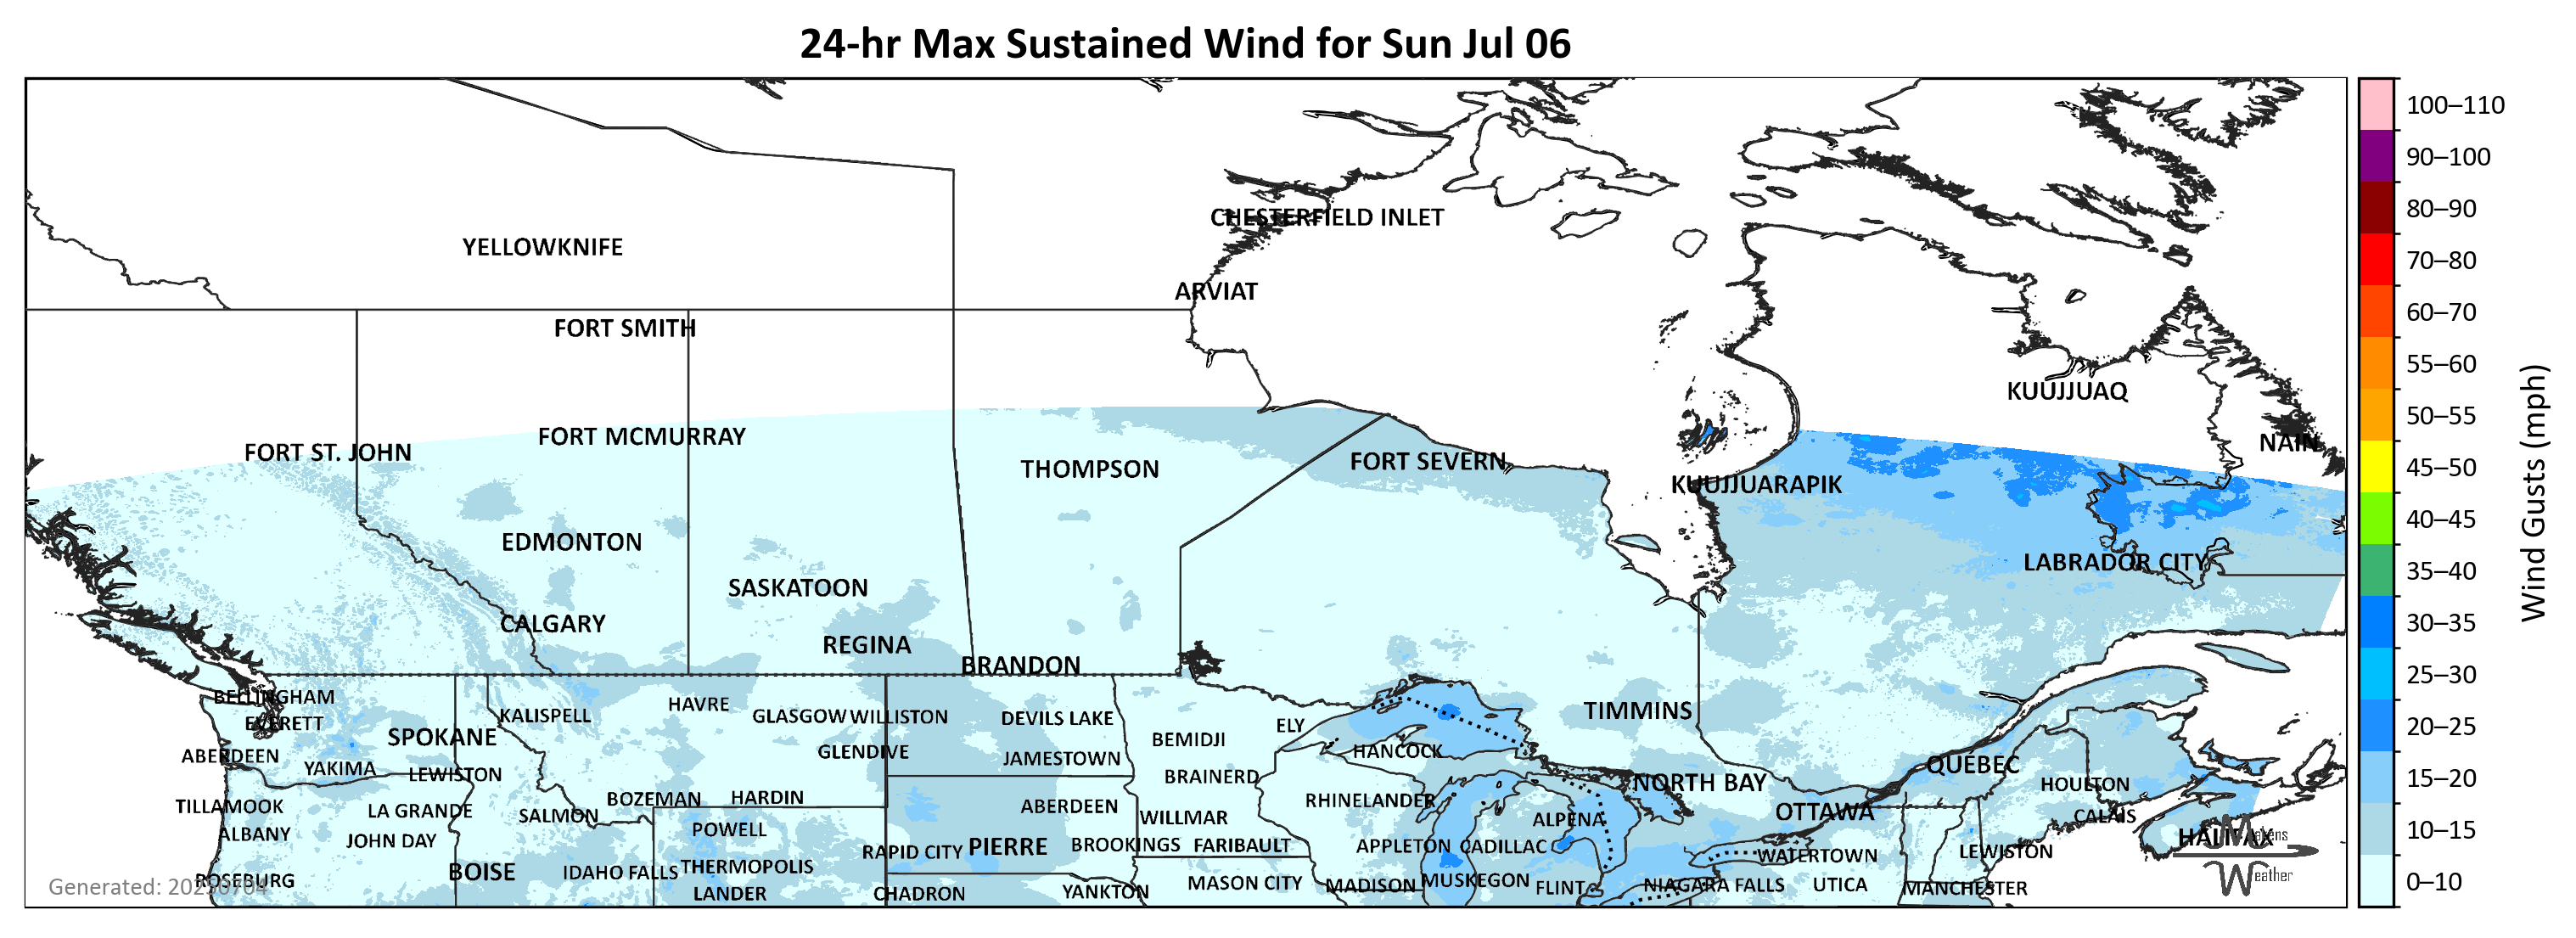 24-hr Max Sustained Wind for Sun Jul 06
100–110
90–100
80–90
70–80
60–70
55–60
50–55
45–50
40–45
35–40
30–35
25–30
20–25
15–20
10–15
0–10
Wind Gusts (mph)
CHESTERFIELD INLET
YELLOWKNIFE
ARVIAT
FORT SMITH
KUUJJUAQ
FORT MCMURRAY
NAIN
FORT ST. JOHN
FORT SEVERN
THOMPSON
KUUJJUARAPIK
EDMONTON
LABRADOR CITY
SASKATOON
CALGARY
REGINA
BRANDON
BELLINGHAM
HAVRE
TIMMINS
KALISPELL
GLASGOW
WILLISTON
DEVILS LAKE
EVERETT
ELY
SPOKANE
BEMIDJI
HANCOCK
GLENDIVE
ABERDEEN
JAMESTOWN
QUÉBEC
YAKIMA
LEWISTON
BRAINERD
NORTH BAY
HOULTON
BOZEMAN
HARDIN
RHINELANDER
TILLAMOOK
LA GRANDE
ABERDEEN
OTTAWA
SALMON
WILLMAR
CALAIS
ALPENA
POWELL
ALBANY
JOHN DAY
HALIFAX
PIERRE
BROOKINGS
FARIBAULT
APPLETON
CADILLAC
RAPID CITY
LEWISTON
WATERTOWN
THERMOPOLIS
BOISE
IDAHO FALLS
ROSEBURG
MUSKEGON
MASON CITY
MADISON
FLINT
NIAGARA FALLS
UTICA
MANCHESTER
LANDER
CHADRON
YANKTON
Generated: 20250704
Makens
Weather